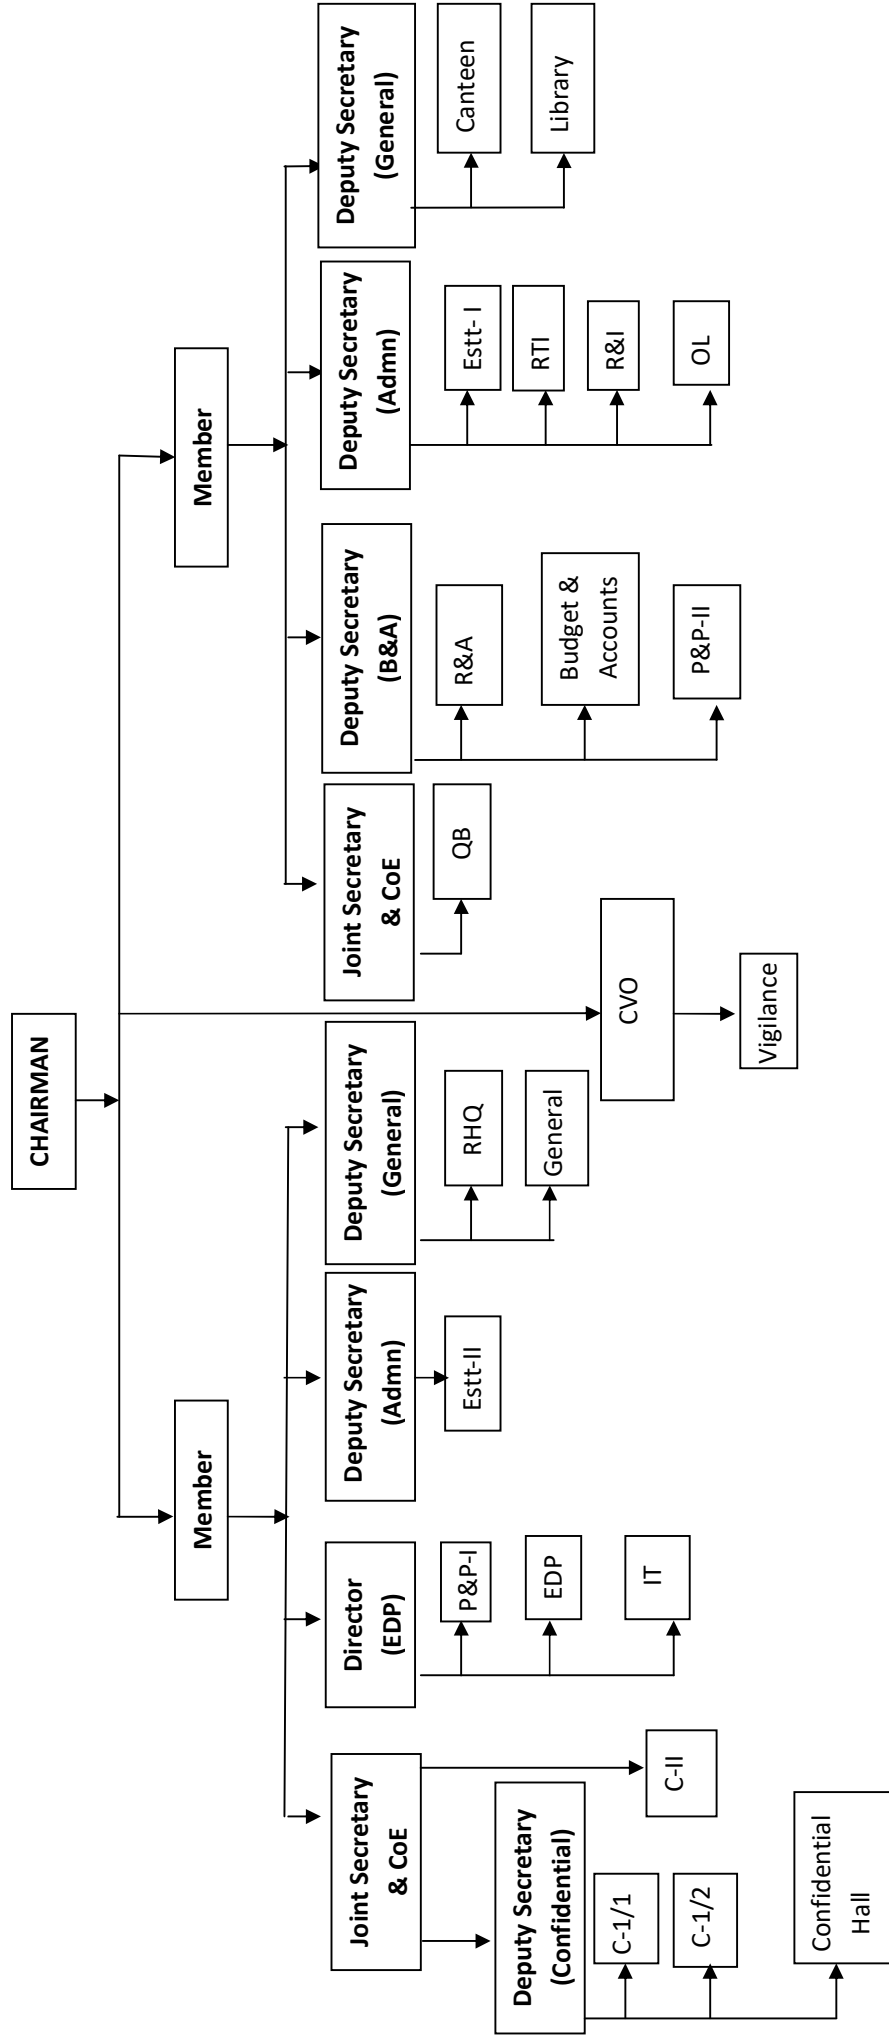 CHAIRMAN
Member
Member
Joint Secretary
& CoE
Director
(EDP)
Deputy Secretary
(Admn)
Deputy Secretary
(General)
Joint Secretary
& CoE
Deputy Secretary
(B&A)
Deputy Secretary
(Admn)
Deputy Secretary
(General)
Deputy Secretary
(Confidential)
C-1/1
C-1/2
Confidential
Hall
C-II
P&P-I
EDP
IT
Estt-II
RHQ
General
CVO
Vigilance
QB
R&A
Budget &
Accounts
P&P-II
Estt- I
RTI
R&I
OL
Canteen
Library